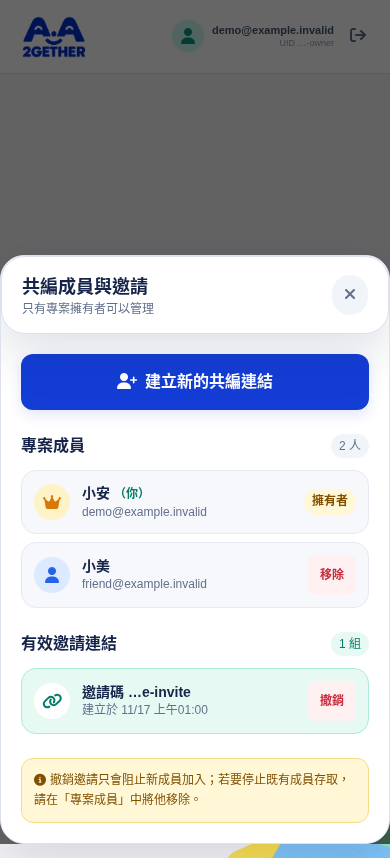 A.A
2GETHER
demo@example.invalid
UID …-owner
共編成員與邀請
只有專案擁有者可以管理
建立新的共編連結
專案成員
2 人
小安（你）
demo@example.invalid
擁有者
小美
friend@example.invalid
移除
有效邀請連結
1 組
邀請碼 …e-invite
建立於 11/17 上午01:00
撤銷
撤銷邀請只會阻止新成員加入；若要停止既有成員存取，
請在「專案成員」中將他移除。